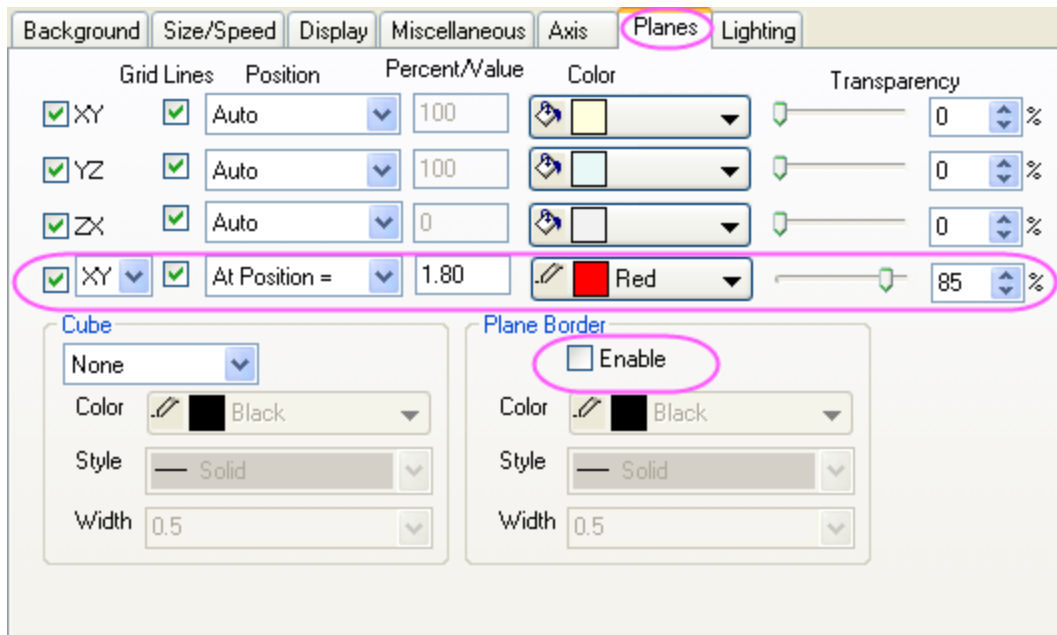 Background Size/Speed Display Miscellaneous Axis Planes Lighting
Grid Lines Position Percent/Value Color Transparency
XY Auto 100 0 %
YZ Auto 100 0 %
ZX Auto 0 0 %
XY At Position = 1.80 Red 85 %
Cube
None
Color Black
Style Solid
Width 0.5
Plane Border
Enable
Color Black
Style Solid
Width 0.5